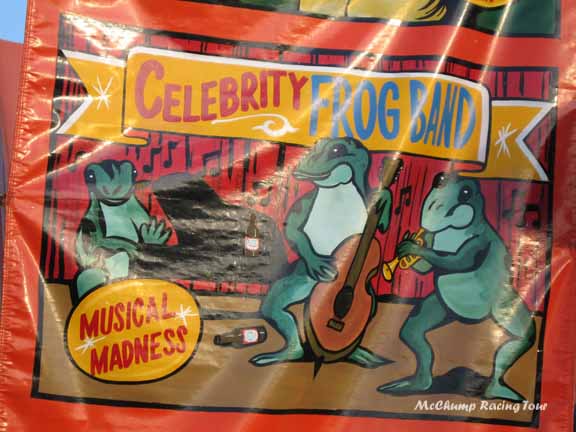 CELEBRITY FROG BAND
MUSICAL
MADNESS
McChump Racing Tour